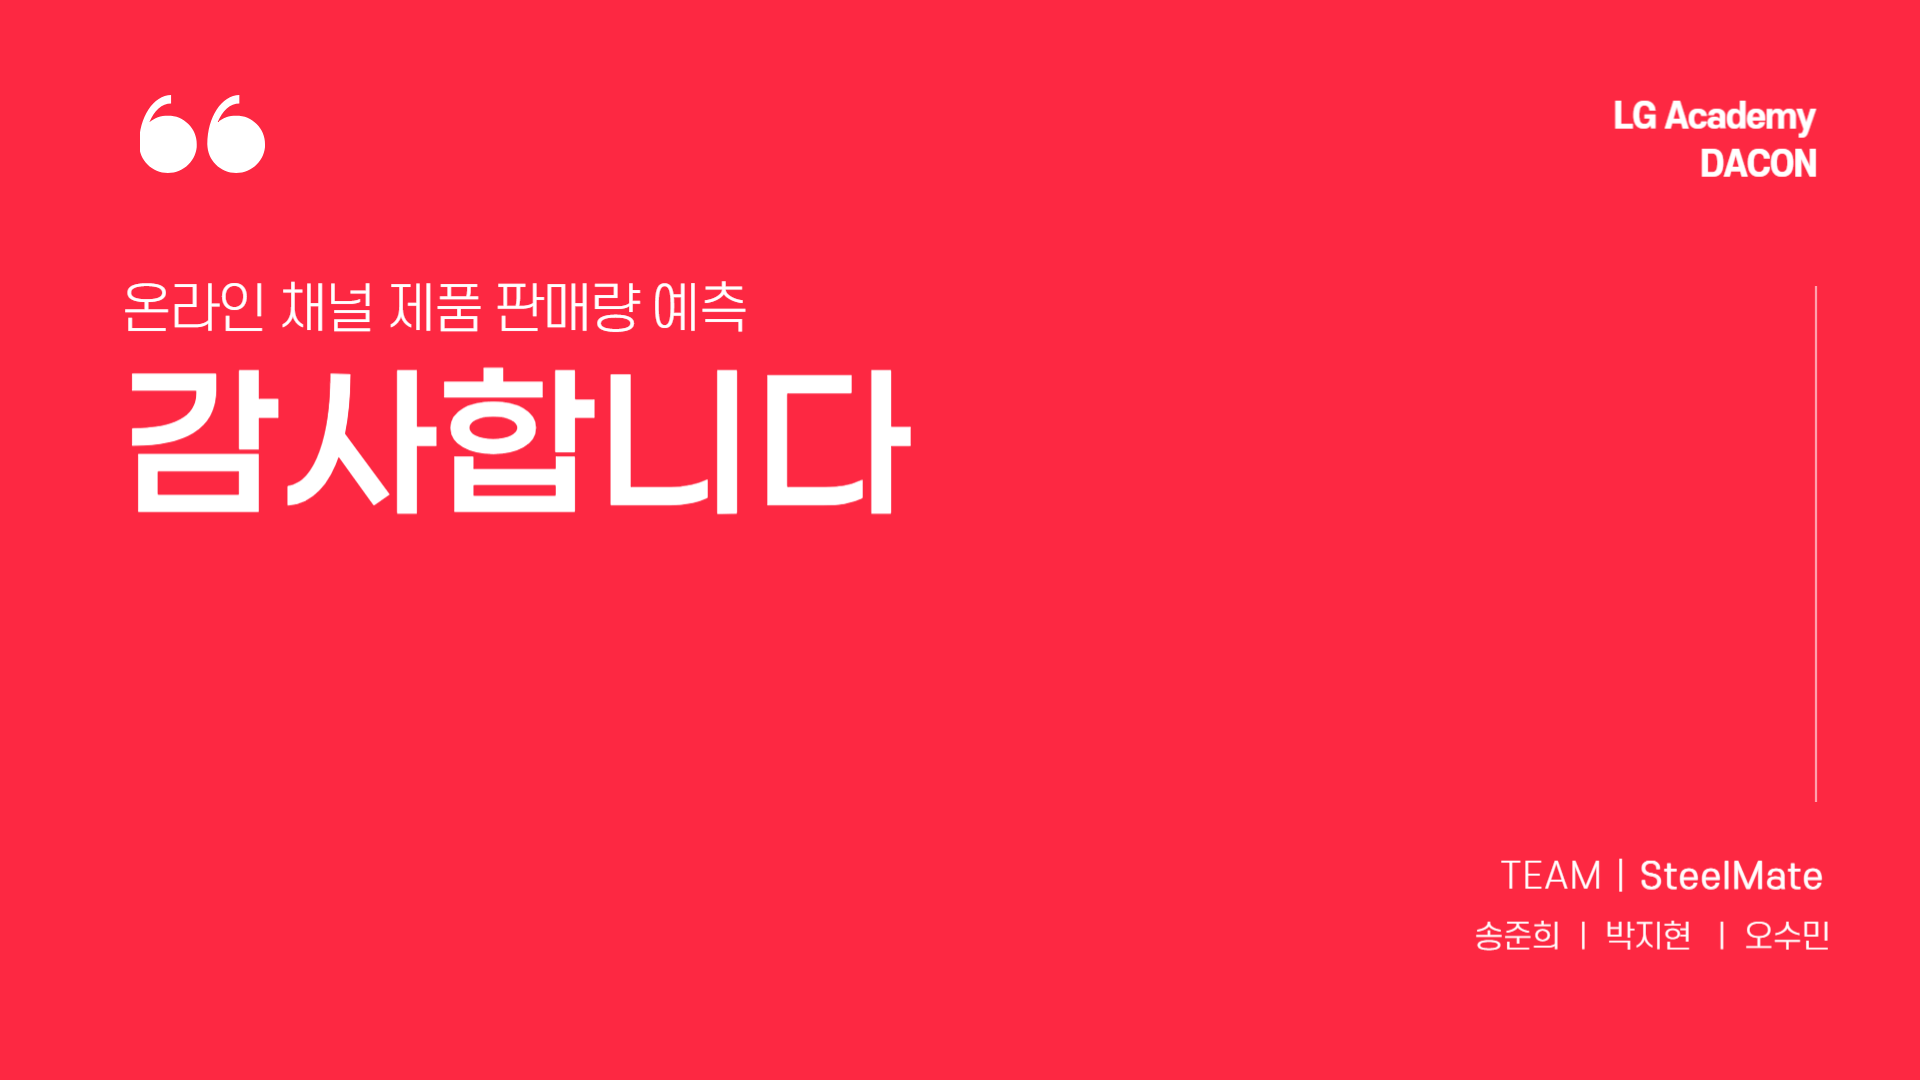 LG Academy
DACON
온라인 채널 제품 판매량 예측
감사합니다
TEAM | SteelMate
송준희 | 박지현 | 오수민